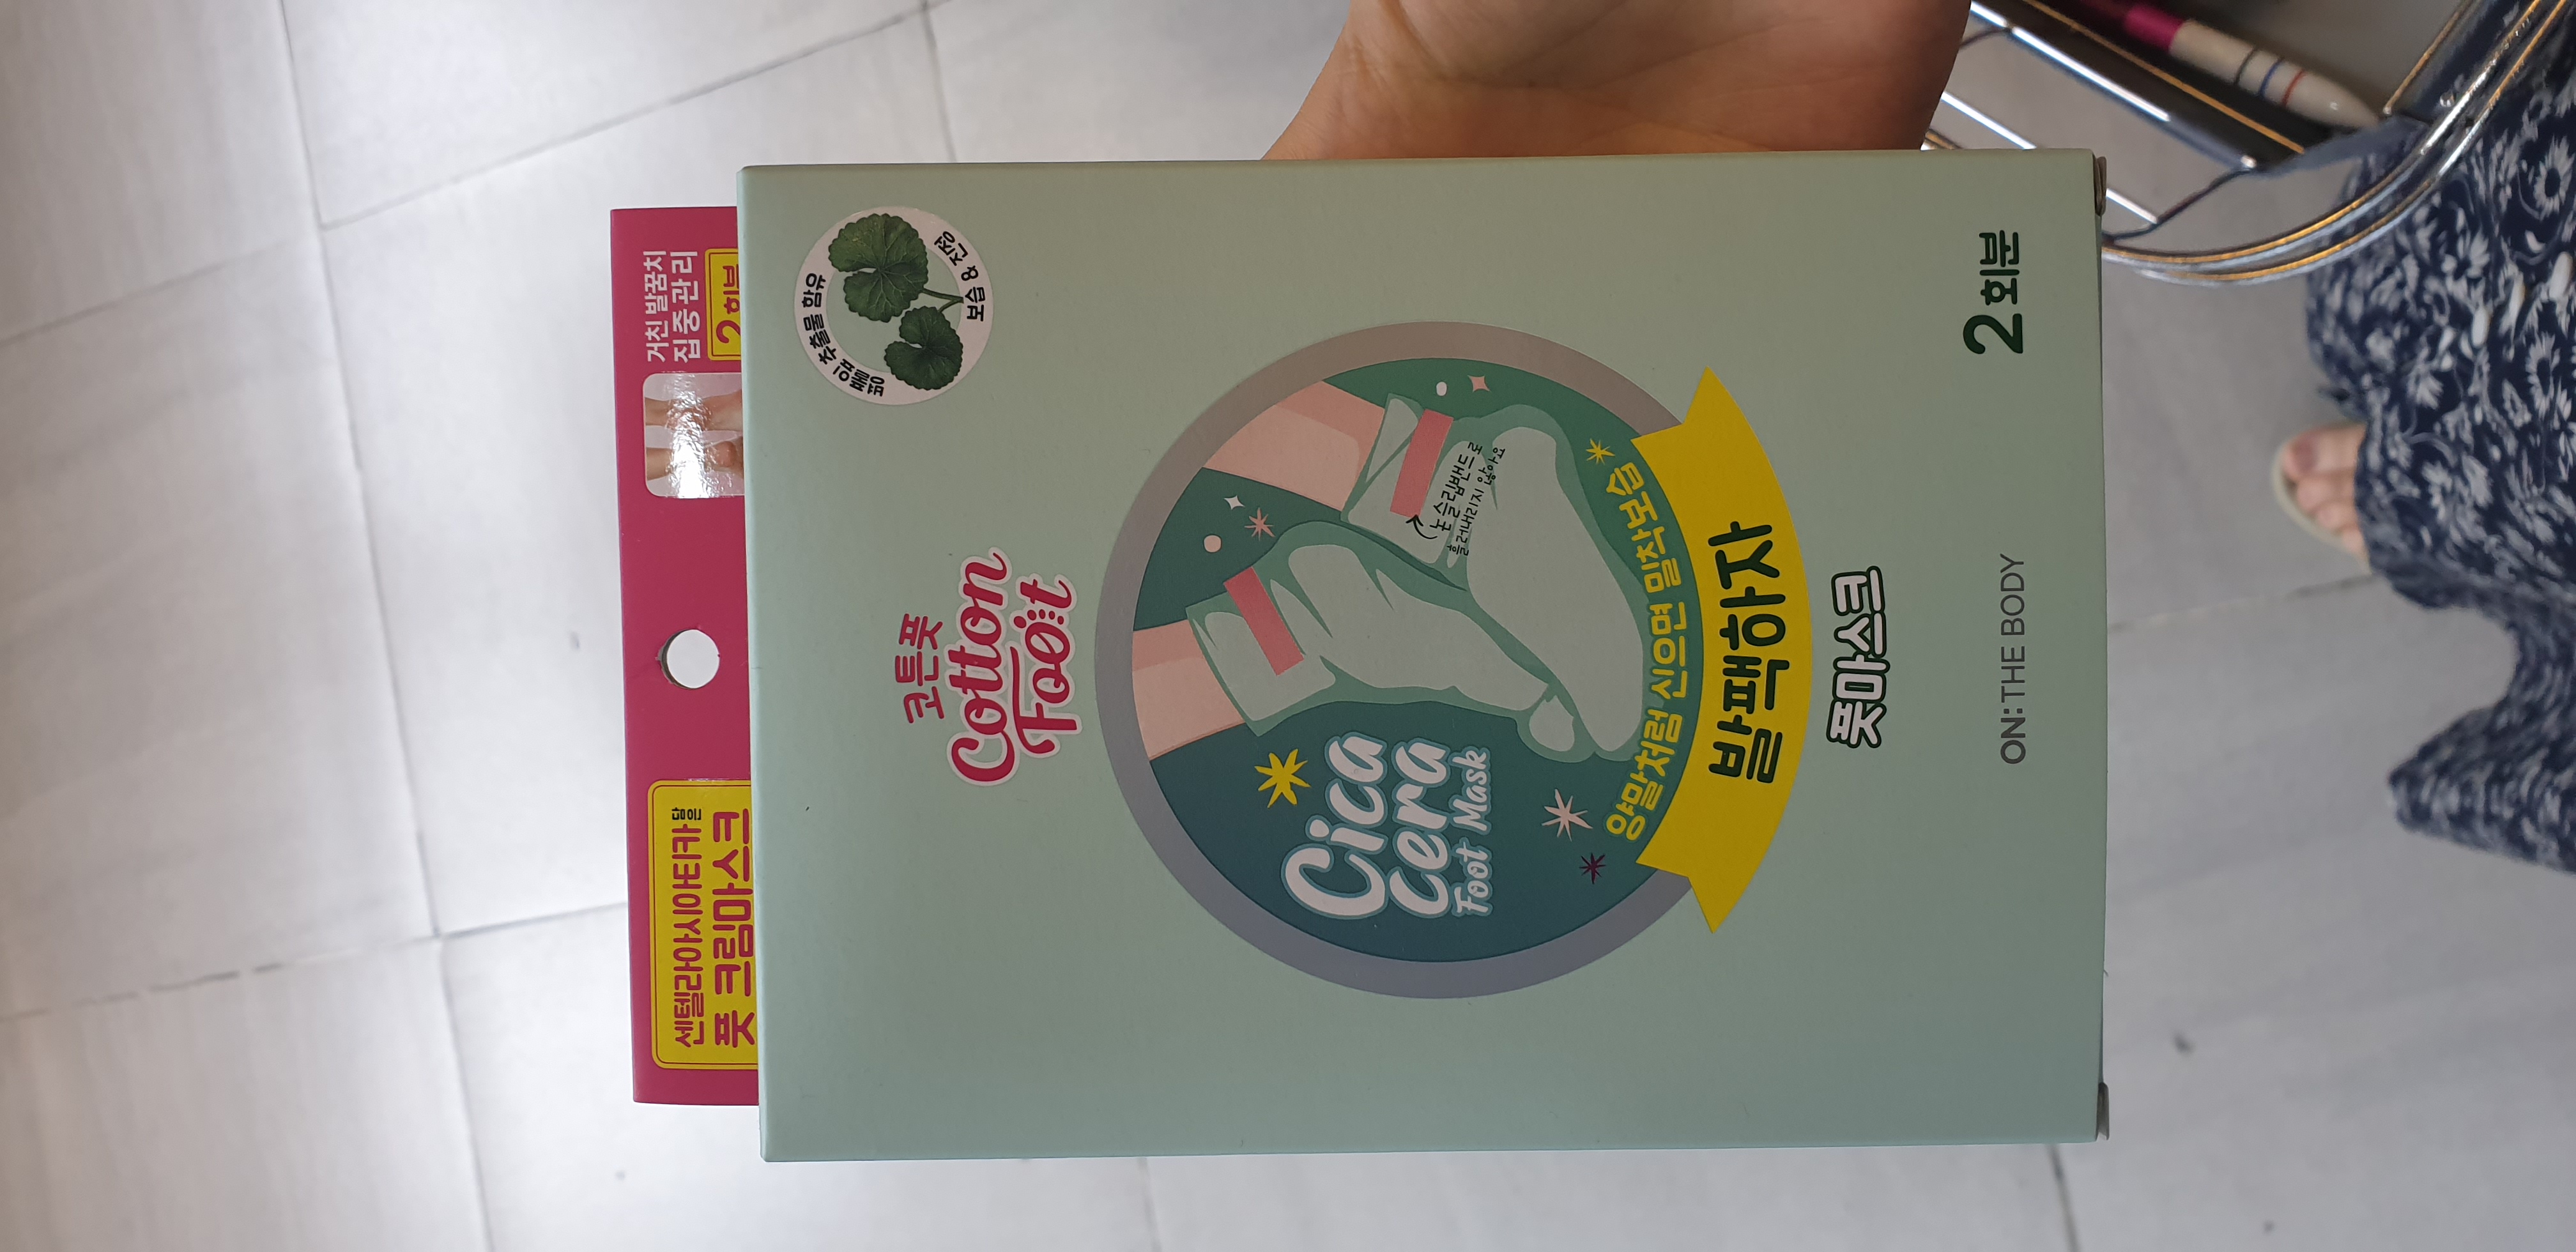 센텔라아시아티카 담은
풋 크림마스크
거친 발꿈치
집중관리
2회분
병풀잎 추출물 함유
보습 & 진정
코튼풋
Cotton
Foot
Cica
cera
Foot Mask
논슬립밴드로
흘러내리지 않아요
양말처럼 신으면 밀착보습
발팩하자
풋마스크
ON: THE BODY
2회분